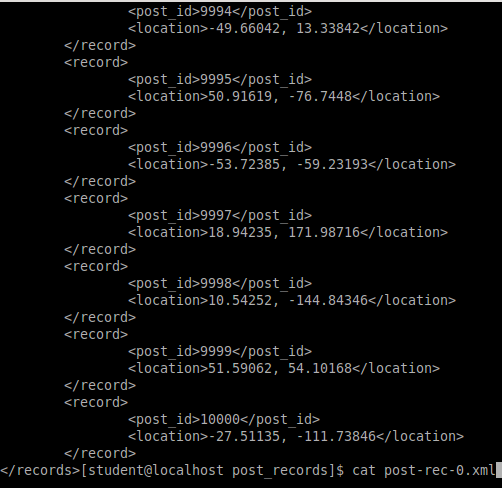 <post_id>9994</post_id>
<location>-49.66042, 13.33842</location>
</record>
<record>
<post_id>9995</post_id>
<location>50.91619, -76.7448</location>
</record>
<record>
<post_id>9996</post_id>
<location>-53.72385, -59.23193</location>
</record>
<record>
<post_id>9997</post_id>
<location>18.94235, 171.98716</location>
</record>
<record>
<post_id>9998</post_id>
<location>10.54252, -144.84346</location>
</record>
<record>
<post_id>9999</post_id>
<location>51.59062, 54.10168</location>
</record>
<record>
<post_id>10000</post_id>
<location>-27.51135, -111.73846</location>
</record>
</records>[student@localhost post_records]$ cat post-rec-0.xml